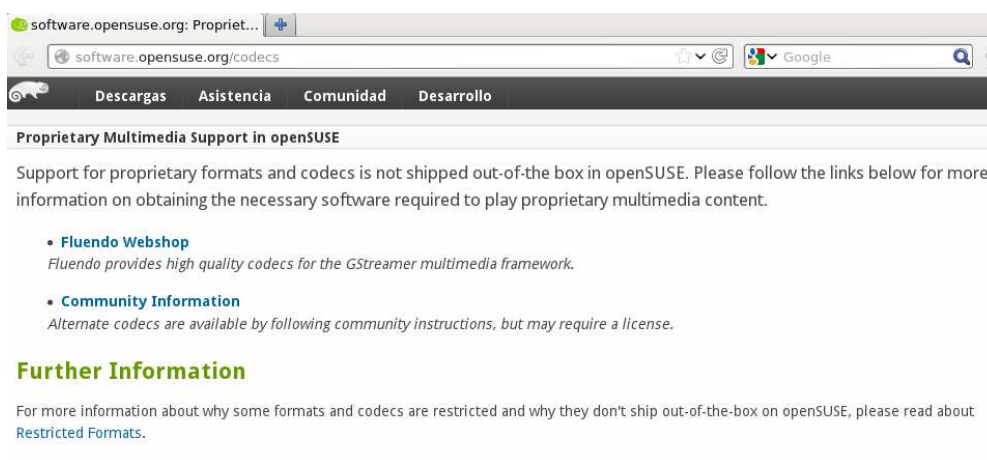 software.opensuse.org: Propriet...
software.opensuse.org/codecs
Google
Descargas Asistencia Comunidad Desarrollo
Proprietary Multimedia Support in openSUSE
Support for proprietary formats and codecs is not shipped out-of-the box in openSUSE. Please follow the links below for more
information on obtaining the necessary software required to play proprietary multimedia content.
• Fluendo Webshop
Fluendo provides high quality codecs for the GStreamer multimedia framework.
• Community Information
Alternate codecs are available by following community instructions, but may require a license.
Further Information
For more information about why some formats and codecs are restricted and why they don't ship out-of-the-box on openSUSE, please read about
Restricted Formats.